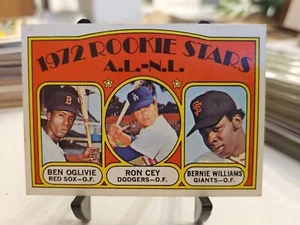 1972 ROOKIE STARS
A.L.-N.L.
BEN OGLIVIE
RED SOX—O.F.
RON CEY
DODGERS—O.F.
BERNIE WILLIAMS
GIANTS—O.F.